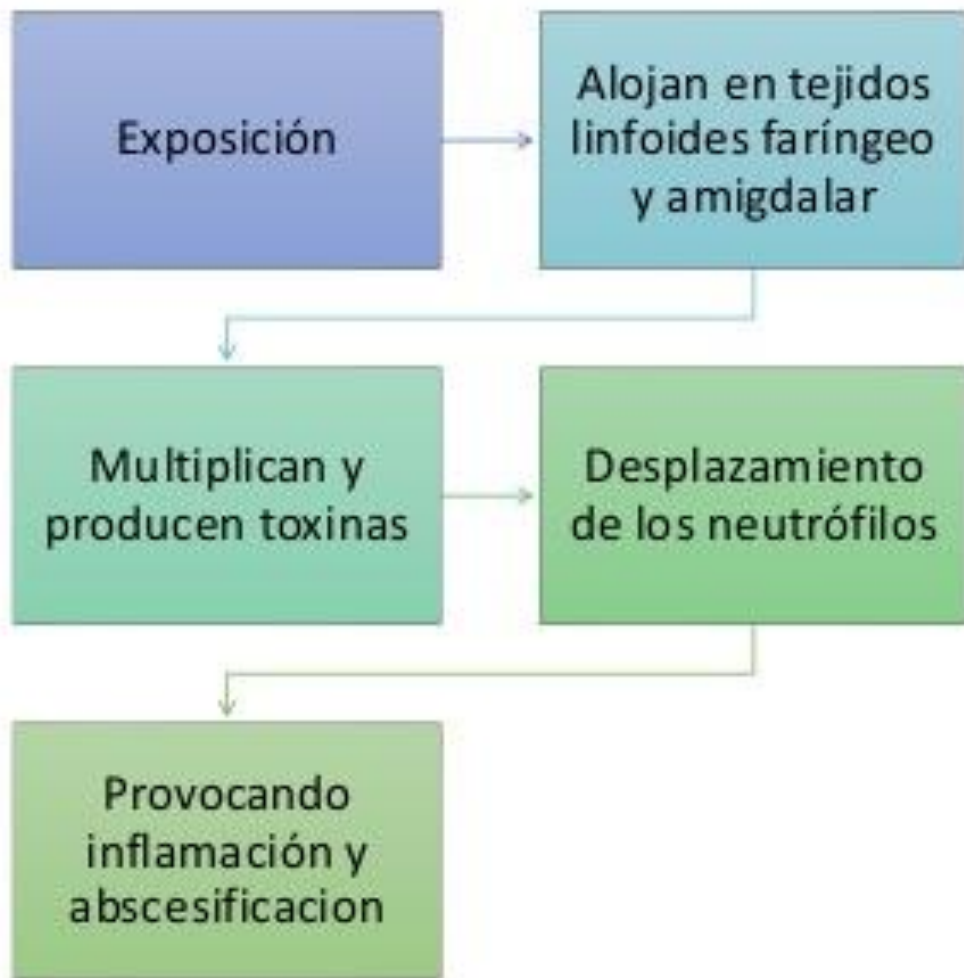 Exposición
Alojan en tejidos
linfoides faríngeo
y amigdalar
Multiplican y
producen toxinas
Desplazamiento
de los neutrófilos
Provocando
inflamación y
abscesificacion